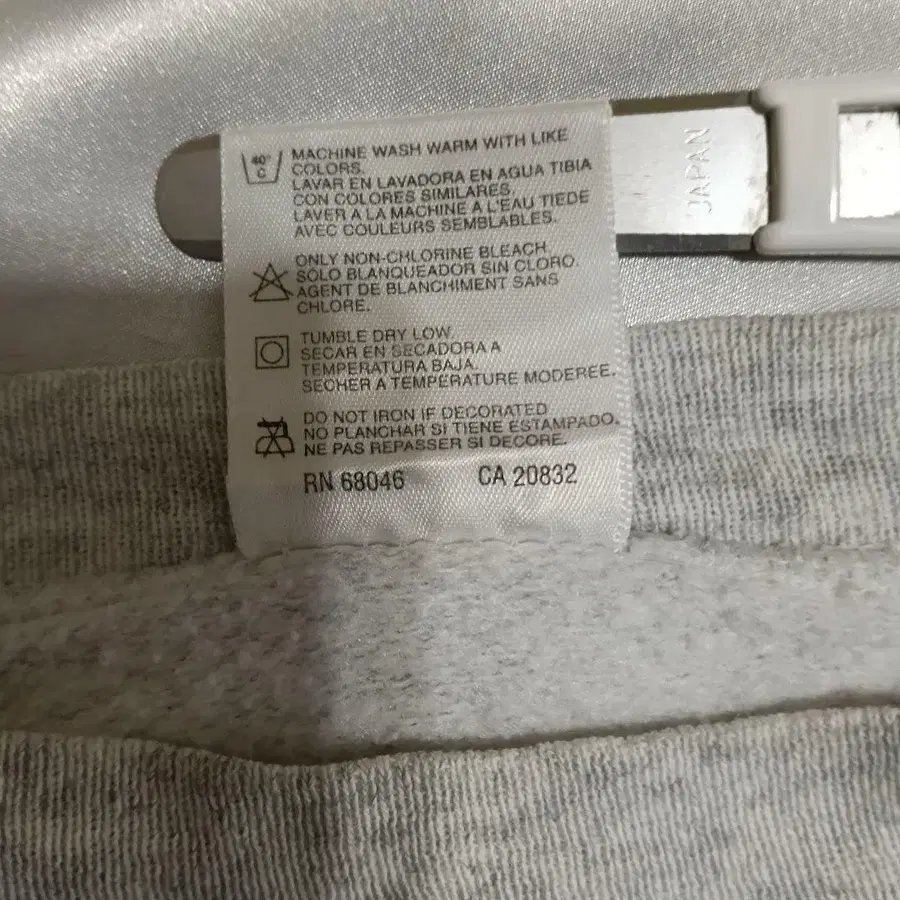 40°
C
MACHINE WASH WARM WITH LIKE
COLORS.
LAVAR EN LAVADORA EN AGUA TIBIA
CON COLORES SIMILARES.
LAVER A LA MACHINE A L'EAU TIEDE
AVEC COULEURS SEMBLABLES.
ONLY NON-CHLORINE BLEACH.
SÓLO BLANQUEADOR SIN CLORO.
AGENT DE BLANCHIMENT SANS
CHLORE.
TUMBLE DRY LOW.
SECAR EN SECADORA A
TEMPERATURA BAJA.
SECHER A TEMPERATURE MODEREE.
DO NOT IRON IF DECORATED
NO PLANCHAR SI TIENE ESTAMPADO.
NE PAS REPASSER SI DECORE.
RN 68046 CA 20832
JAPAN